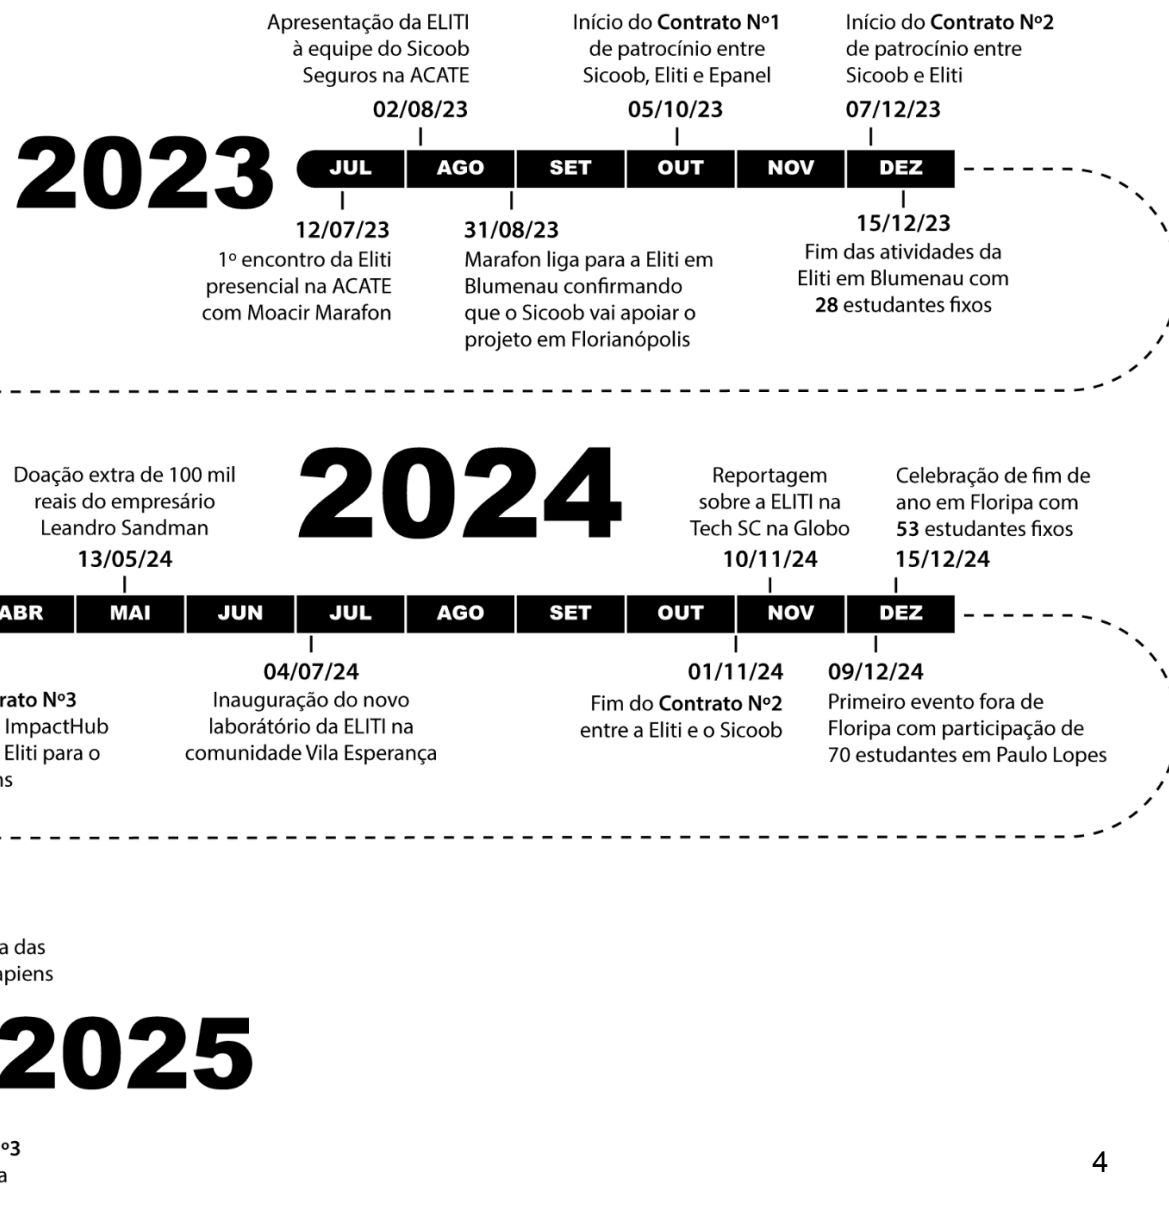 Apresentação da ELITI
à equipe do Sicoob
Seguros na ACATE
02/08/23
Início do Contrato Nº1
de patrocínio entre
Sicoob, Eliti e Epanel
05/10/23
Início do Contrato Nº2
de patrocínio entre
Sicoob e Eliti
07/12/23
2023
JUL AGO SET OUT NOV DEZ
12/07/23
1º encontro da Eliti
presencial na ACATE
com Moacir Marafon
31/08/23
Marafon liga para a Eliti em
Blumenau confirmando
que o Sicoob vai apoiar o
projeto em Florianópolis
15/12/23
Fim das atividades da
Eliti em Blumenau com
28 estudantes fixos
Doação extra de 100 mil
reais do empresário
Leandro Sandman
13/05/24
2024
Reportagem
sobre a ELITI na
Tech SC na Globo
10/11/24
Celebração de fim de
ano em Floripa com
53 estudantes fixos
15/12/24
ABR MAI JUN JUL AGO SET OUT NOV DEZ
rato Nº3
ImpactHub
Eliti para o
ns
04/07/24
Inauguração do novo
laborátório da ELITI na
comunidade Vila Esperança
01/11/24
Fim do Contrato Nº2
entre a Eliti e o Sicoob
09/12/24
Primeiro evento fora de
Floripa com participação de
70 estudantes em Paulo Lopes
a das
apiens
2025
º3
a
4